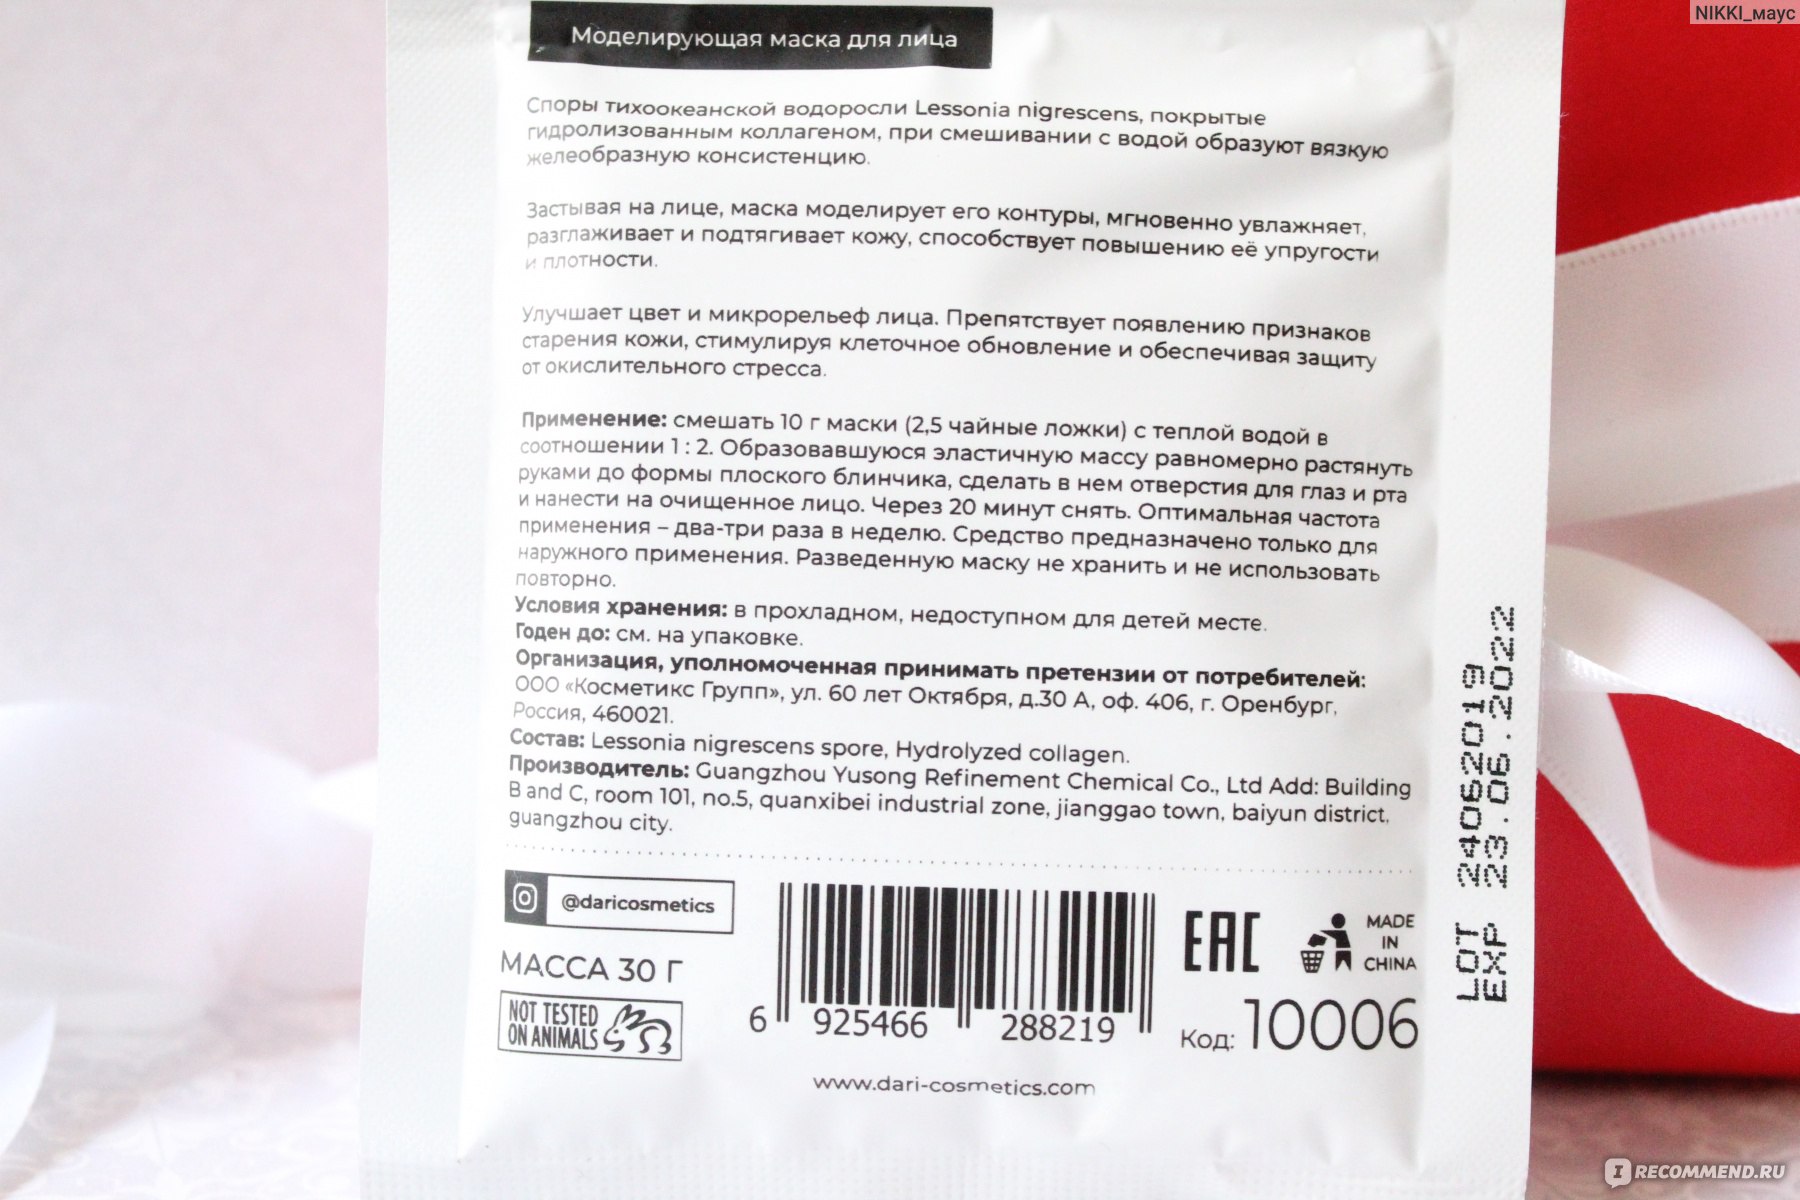 NIKKI_маус
Моделирующая маска для лица
Споры тихоокеанской водоросли Lessonia nigrescens, покрытые
гидролизованным коллагеном, при смешивании с водой образуют вязкую
желеобразную консистенцию.
Застывая на лице, маска моделирует его контуры, мгновенно увлажняет,
разглаживает и подтягивает кожу, способствует повышению её упругости
и плотности.
Улучшает цвет и микрорельеф лица. Препятствует появлению признаков
старения кожи, стимулируя клеточное обновление и обеспечивая защиту
от окислительного стресса.
Применение: смешать 10 г маски (2,5 чайные ложки) с теплой водой в
соотношении 1 : 2. Образовавшуюся эластичную массу равномерно растянуть
руками до формы плоского блинчика, сделать в нем отверстия для глаз и рта
и нанести на очищенное лицо. Через 20 минут снять. Оптимальная частота
применения – два-три раза в неделю. Средство предназначено только для
наружного применения. Разведенную маску не хранить и не использовать
повторно.
Условия хранения: в прохладном, недоступном для детей месте.
Годен до: см. на упаковке.
Организация, уполномоченная принимать претензии от потребителей:
ООО «Косметикс Групп», ул. 60 лет Октября, д.30 А, оф. 406, г. Оренбург,
Россия, 460021.
Состав: Lessonia nigrescens spore, Hydrolyzed collagen.
Производитель: Guangzhou Yusong Refinement Chemical Co., Ltd Add: Building
B and C, room 101, no.5, quanxibei industrial zone, jianggao town, baiyun district,
guangzhou city.
@daricosmetics
МАССА 30 Г
NOT TESTED
ON ANIMALS
6 925466 288219
EAC
MADE
IN
CHINA
Код: 10006
www.dari-cosmetics.com
LOT 24062019
EXP 23.06.2022
I RECOMMEND.RU